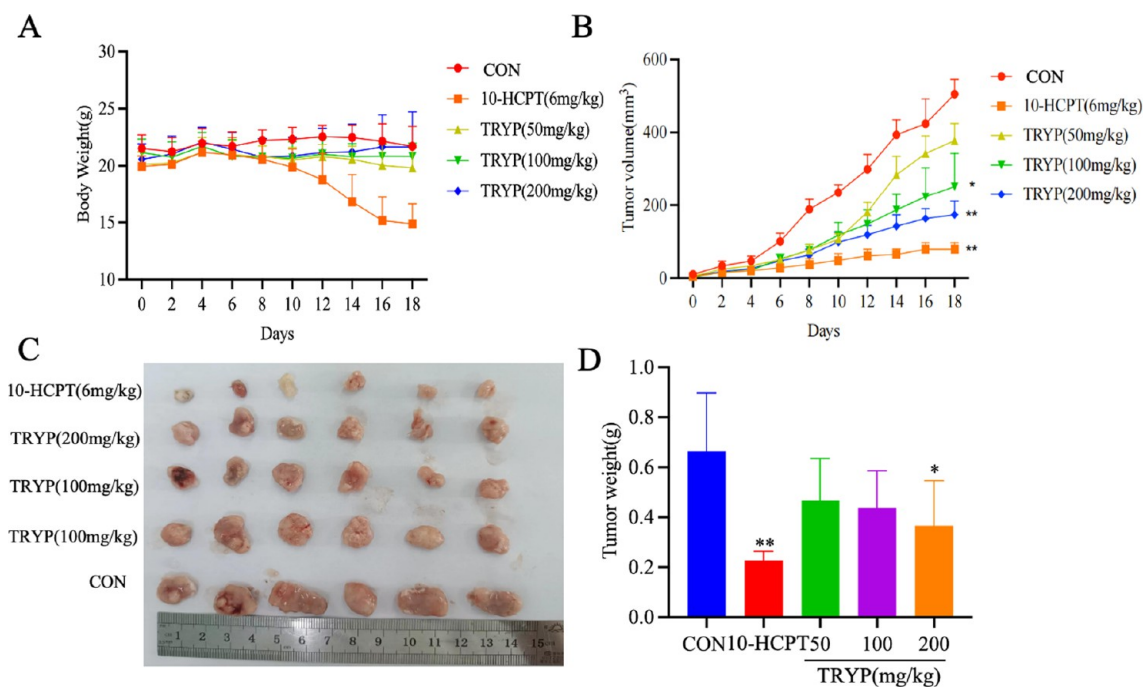 A
Body Weight(g)
30
25
20
15
10
0 2 4 6 8 10 12 14 16 18
Days
CON
10-HCPT(6mg/kg)
TRYP(50mg/kg)
TRYP(100mg/kg)
TRYP(200mg/kg)
B
Tumor volume(mm3)
600
400
200
0
0 2 4 6 8 10 12 14 16 18
Days
CON
10-HCPT(6mg/kg)
TRYP(50mg/kg)
TRYP(100mg/kg)
TRYP(200mg/kg)
*
**
**
C
10-HCPT(6mg/kg)
TRYP(200mg/kg)
TRYP(100mg/kg)
TRYP(100mg/kg)
CON
1 2 3 4 5 6 7 8 9 10 11 12 13 14 15
D
Tumor weight(g)
1.0
0.8
0.6
0.4
0.2
0.0
**
*
CON 10-HCPT 50 100 200
TRYP(mg/kg)